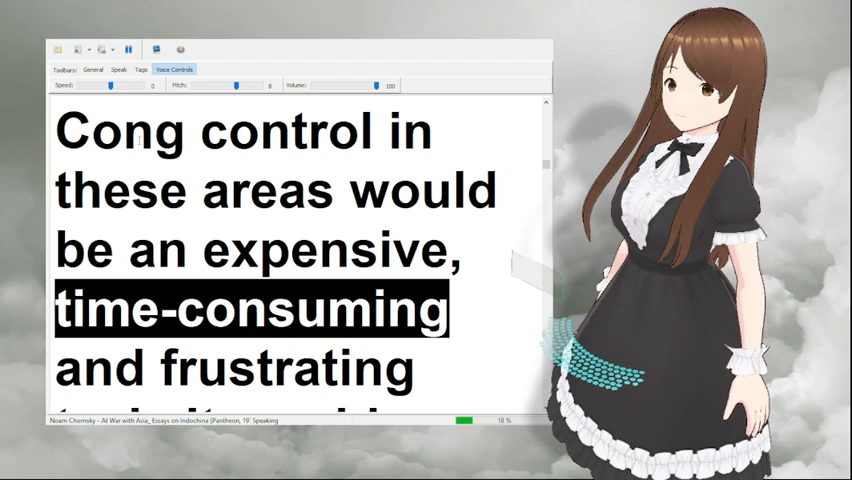 Toolbars: General Speak Tags Voice Controls
Speed: 0 Pitch: 8 Volume: 100
Cong control in
these areas would
be an expensive,
time-consuming
and frustrating
Noam Chomsky - At War with Asia_ Essays on Indochina (Pantheon, 19 Speaking 18 %